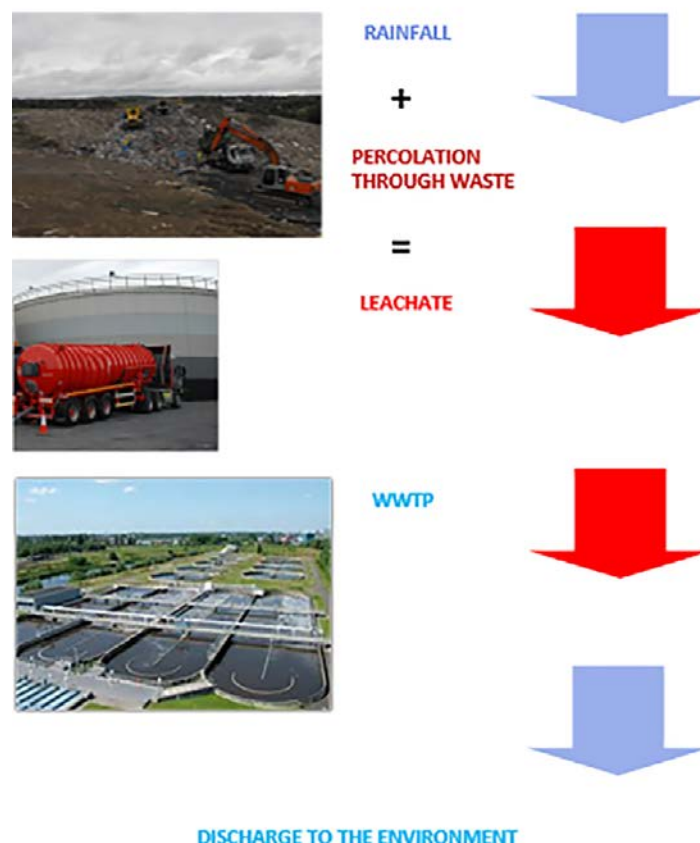 RAINFALL
+
PERCOLATION
THROUGH WASTE
=
LEACHATE
WWTP
DISCHARGE TO THE ENVIRONMENT